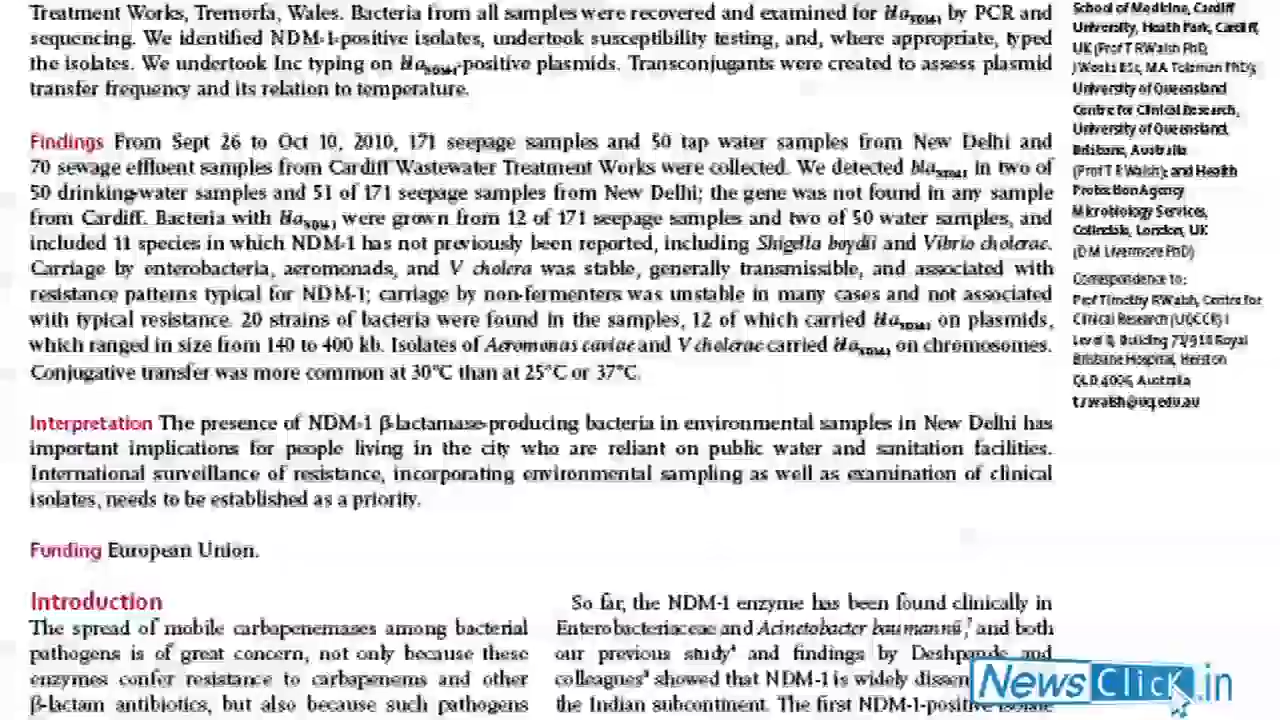 Treatment Works, Tremorfa, Wales. Bacteria from all samples were recovered and examined for blaNDM-1 by PCR and
sequencing. We identified NDM-1-positive isolates, undertook susceptibility testing, and, where appropriate, typed
the isolates. We undertook Inc typing on blaNDM-1-positive plasmids. Transconjugants were created to assess plasmid
transfer frequency and its relation to temperature.
Findings From Sept 26 to Oct 10, 2010, 171 seepage samples and 50 tap water samples from New Delhi and
70 sewage effluent samples from Cardiff Wastewater Treatment Works were collected. We detected blaNDM-1 in two of
50 drinking-water samples and 51 of 171 seepage samples from New Delhi; the gene was not found in any sample
from Cardiff. Bacteria with blaNDM-1 were grown from 12 of 171 seepage samples and two of 50 water samples, and
included 11 species in which NDM-1 has not previously been reported, including Shigella boydii and Vibrio cholerae.
Carriage by enterobacteria, aeromonads, and V cholera was stable, generally transmissible, and associated with
resistance patterns typical for NDM-1; carriage by non-fermenters was unstable in many cases and not associated
with typical resistance. 20 strains of bacteria were found in the samples, 12 of which carried blaNDM-1 on plasmids,
which ranged in size from 140 to 400 kb. Isolates of Aeromonas caviae and V cholerae carried blaNDM-1 on chromosomes.
Conjugative transfer was more common at 30°C than at 25°C or 37°C.
Interpretation The presence of NDM-1 β-lactamase-producing bacteria in environmental samples in New Delhi has
important implications for people living in the city who are reliant on public water and sanitation facilities.
International surveillance of resistance, incorporating environmental sampling as well as examination of clinical
isolates, needs to be established as a priority.
Funding European Union.
Introduction
The spread of mobile carbapenemases among bacterial
pathogens is of great concern, not only because these
enzymes confer resistance to carbapenems and other
β-lactam antibiotics, but also because such pathogens
So far, the NDM-1 enzyme has been found clinically in
Enterobacteriaceae and Acinetobacter baumannii, and both
our previous study and findings by Deshpande and
colleagues showed that NDM-1 is widely
the Indian subcontinent. The first NDM-1-positive isolate
School of Medicine, Cardiff
University, Heath Park, Cardiff,
UK (Prof T R Walsh PhD,
J Weeks BSc, M A Toleman PhD);
University of Queensland
Centre for Clinical Research,
University of Queensland,
Brisbane, Australia
(Prof T R Walsh); and Health
Protection Agency
Microbiology Services,
Colindale, London, UK
(D M Livermore PhD)
Correspondence to:
Prof Timothy R Walsh, Centre for
Clinical Research (UQCCR)
Level 8, Building 71/918 Royal
Brisbane Hospital, Herston
QLD 4006, Australia
t.r.walsh@uq.edu.au
NewsClick.in